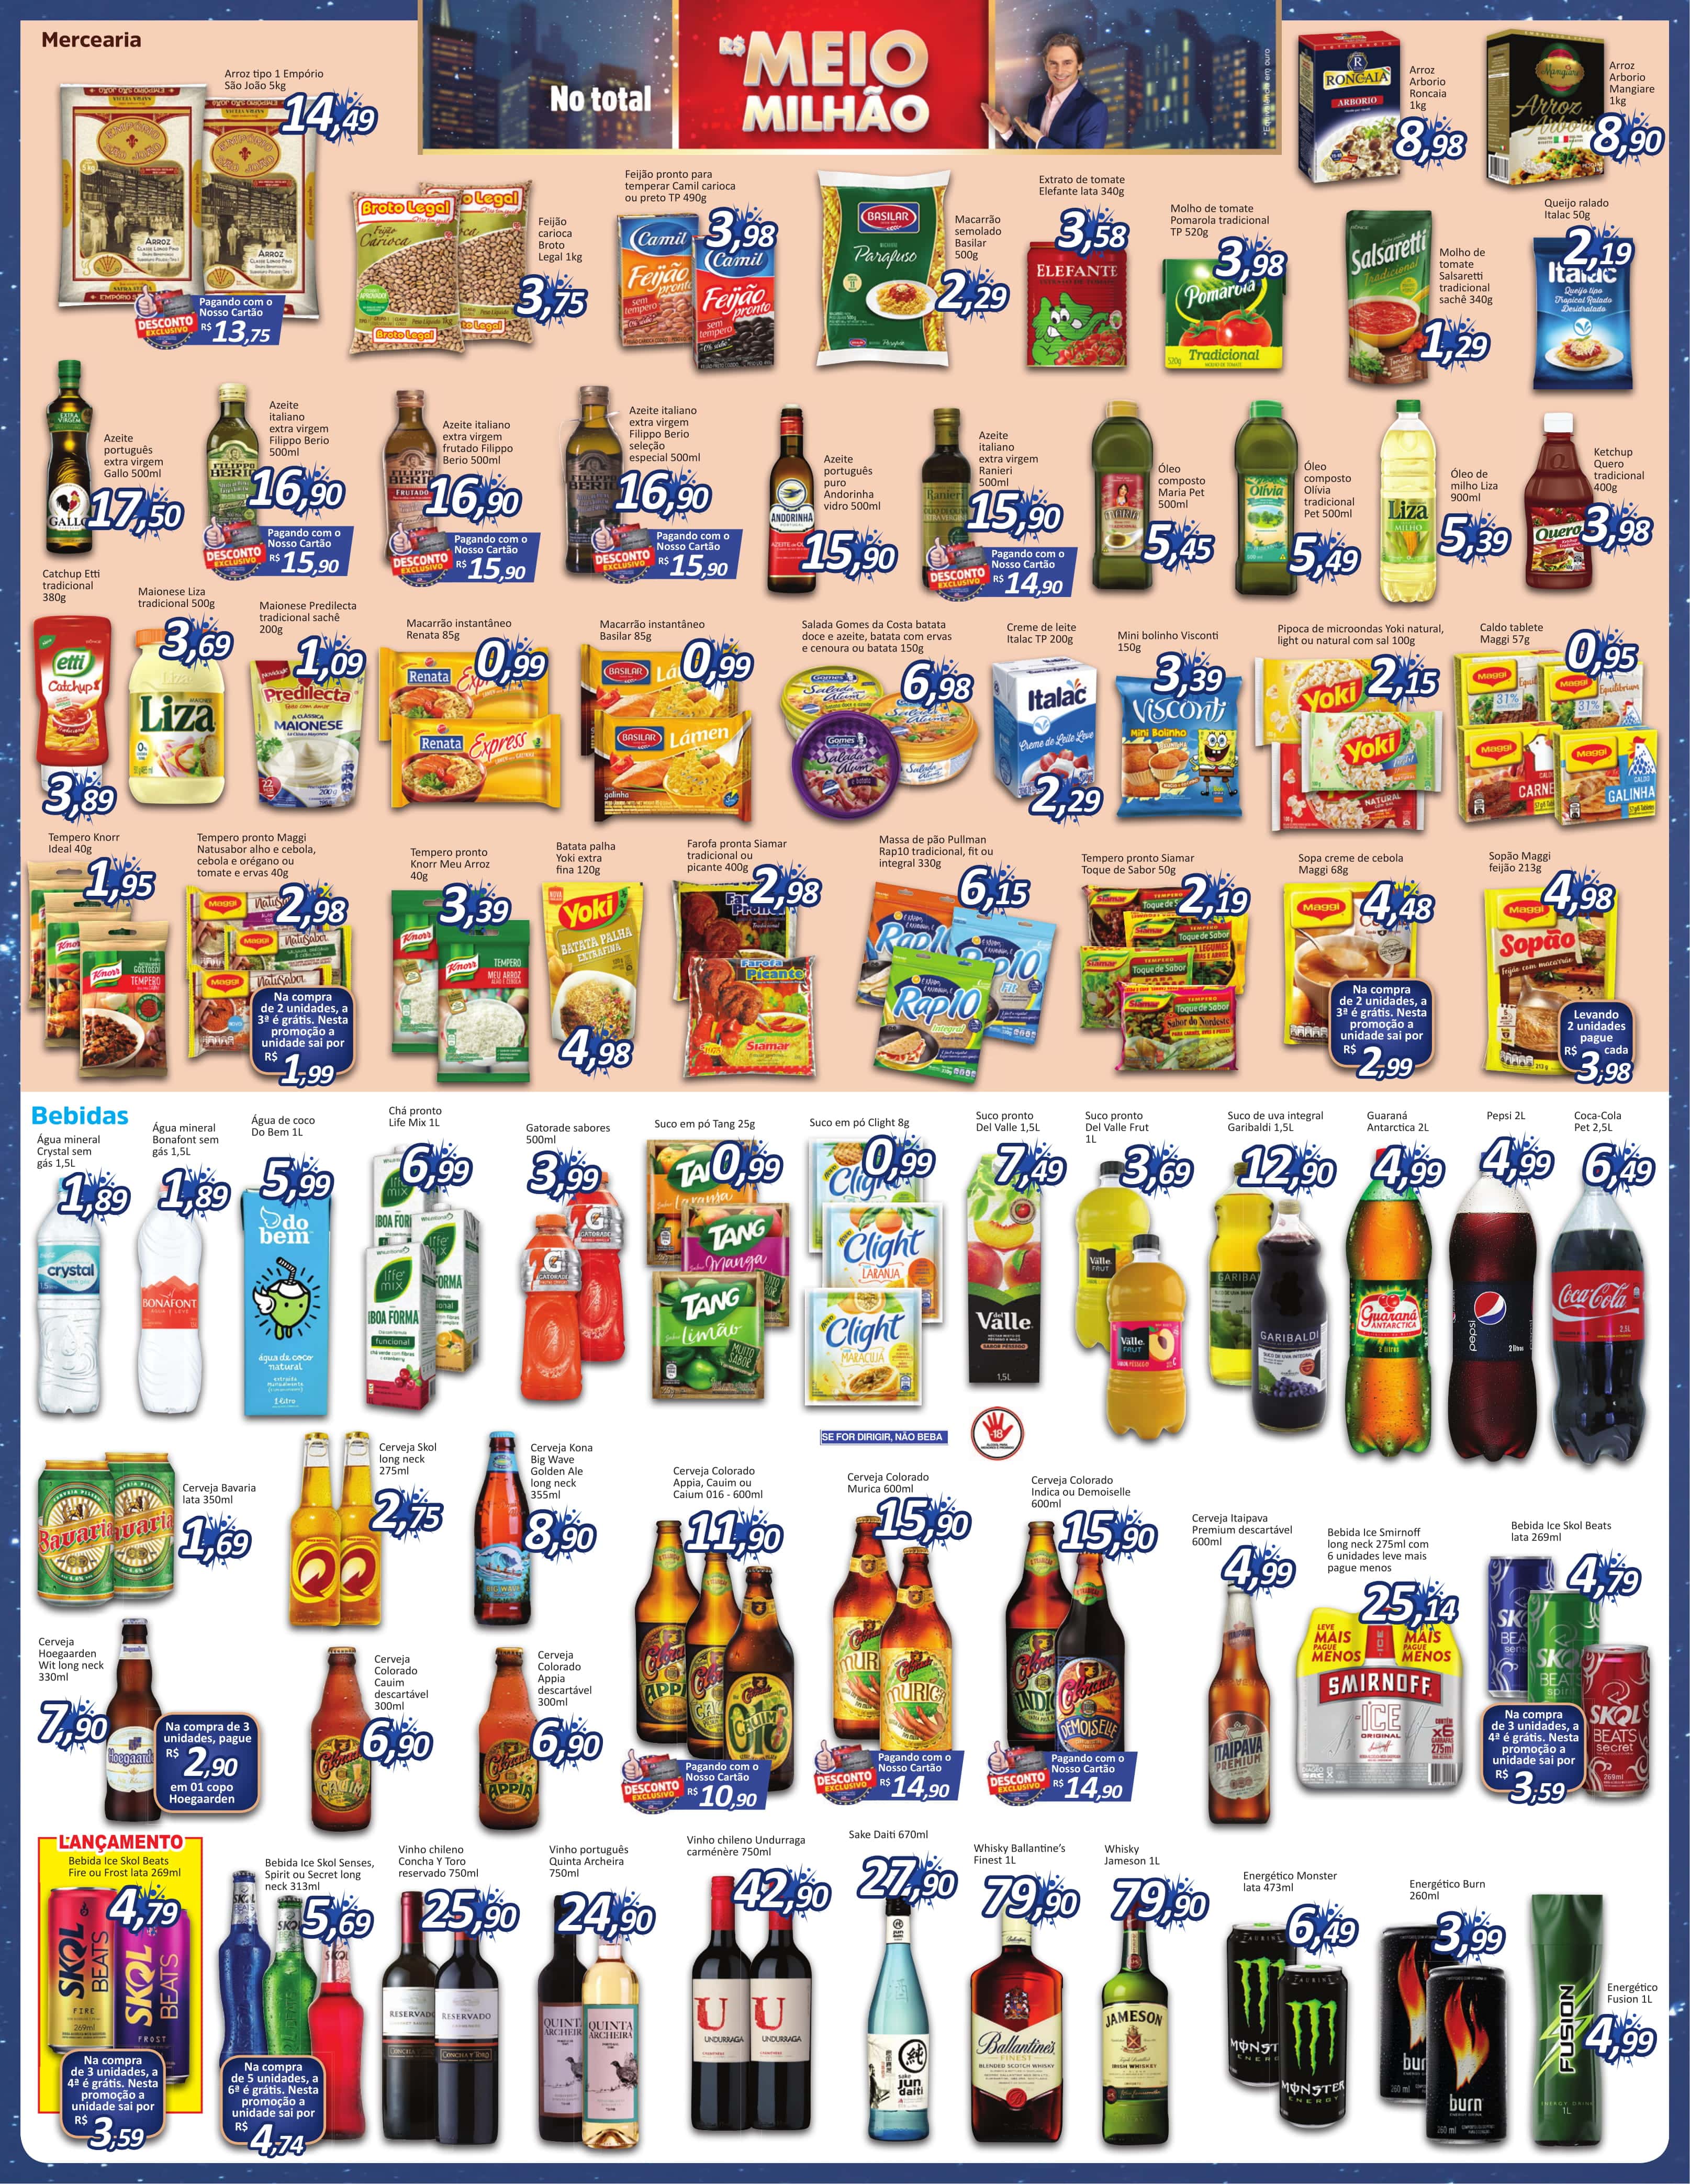 Mercearia
No total
R$ MEIO
MILHÃO
*Equivalência em ouro
Arroz tipo 1 Empório
São João 5kg
14,49
DESCONTO
EXCLUSIVO
Pagando com o
Nosso Cartão
R$ 13,75
Feijão
carioca
Broto
Legal 1kg
3,75
Feijão pronto para
temperar Camil carioca
ou preto TP 490g
3,98
Macarrão
semolado
Basilar
500g
2,29
Extrato de tomate
Elefante lata 340g
3,58
Molho de tomate
Pomarola tradicional
TP 520g
3,98
Arroz
Arborio
Roncaia
1kg
8,98
Arroz
Arborio
Mangiare
1kg
8,90
Molho de
tomate
Salsaretti
tradicional
sachê 340g
1,29
Queijo ralado
Italac 50g
2,19
Azeite
português
extra virgem
Gallo 500ml
17,50
Azeite
italiano
extra virgem
Filippo Berio
500ml
16,90
DESCONTO
EXCLUSIVO
Pagando com o
Nosso Cartão
R$ 15,90
Azeite italiano
extra virgem
frutado Filippo
Berio 500ml
16,90
DESCONTO
EXCLUSIVO
Pagando com o
Nosso Cartão
R$ 15,90
Azeite italiano
extra virgem
Filippo Berio
seleção
especial 500ml
16,90
DESCONTO
EXCLUSIVO
Pagando com o
Nosso Cartão
R$ 15,90
Azeite
português
puro
Andorinha
vidro 500ml
15,90
Azeite
italiano
extra virgem
Ranieri
500ml
15,90
DESCONTO
EXCLUSIVO
Pagando com o
Nosso Cartão
R$ 14,90
Óleo
composto
Maria Pet
500ml
5,45
Óleo
composto
Olívia
tradicional
Pet 500ml
5,49
Óleo de
milho Liza
900ml
5,39
Ketchup
Quero
tradicional
400g
3,98
Catchup Etti
tradicional
380g
3,89
Maionese Liza
tradicional 500g
3,69
Maionese Predilecta
tradicional sachê
200g
1,09
Macarrão instantâneo
Renata 85g
0,99
Macarrão instantâneo
Basilar 85g
0,99
Salada Gomes da Costa batata
doce e azeite, batata com ervas
e cenoura ou batata 150g
6,98
Creme de leite
Italac TP 200g
2,29
Mini bolinho Visconti
150g
3,39
Pipoca de microondas Yoki natural,
light ou natural com sal 100g
2,15
Caldo tablete
Maggi 57g
0,95
Tempero Knorr
Ideal 40g
1,95
Tempero pronto Maggi
Natusabor alho e cebola,
cebola e orégano ou
tomate e ervas 40g
2,98
Na compra
de 2 unidades, a
3ª é grátis. Nesta
promoção a
unidade sai por
R$ 1,99
Tempero pronto
Knorr Meu Arroz
40g
3,39
Batata palha
Yoki extra
fina 120g
4,98
Farofa pronta Siamar
tradicional ou
picante 400g
2,98
Massa de pão Pullman
Rap10 tradicional, fit ou
integral 330g
6,15
Tempero pronto Siamar
Toque de Sabor 50g
2,19
Sopa creme de cebola
Maggi 68g
4,48
Na compra
de 2 unidades, a
3ª é grátis. Nesta
promoção a
unidade sai por
R$ 2,99
Sopão Maggi
feijão 213g
4,98
Levando
2 unidades
pague
R$ cada
3,98
Bebidas
Água mineral
Crystal sem
gás 1,5L
1,89
Água mineral
Bonafont sem
gás 1,5L
1,89
Água de coco
Do Bem 1L
5,99
Chá pronto
Life Mix 1L
6,99
Gatorade sabores
500ml
3,99
Suco em pó Tang 25g
0,99
Suco em pó Clight 8g
0,99
Suco pronto
Del Valle 1,5L
7,49
Suco pronto
Del Valle Frut
1L
3,69
Suco de uva integral
Garibaldi 1,5L
12,90
Guaraná
Antarctica 2L
4,99
Pepsi 2L
4,99
Coca-Cola
Pet 2,5L
6,49
SE FOR DIRIGIR, NÃO BEBA
-18
Cerveja Bavaria
lata 350ml
1,69
Cerveja Skol
long neck
275ml
2,75
Cerveja Kona
Big Wave
Golden Ale
long neck
355ml
8,90
Cerveja Colorado
Appia, Cauim ou
Caium 016 - 600ml
11,90
DESCONTO
EXCLUSIVO
Pagando com o
Nosso Cartão
R$ 10,90
Cerveja Colorado
Murica 600ml
15,90
DESCONTO
EXCLUSIVO
Pagando com o
Nosso Cartão
R$ 14,90
Cerveja Colorado
Indica ou Demoiselle
600ml
15,90
DESCONTO
EXCLUSIVO
Pagando com o
Nosso Cartão
R$ 14,90
Cerveja Itaipava
Premium descartável
600ml
4,99
Bebida Ice Smirnoff
long neck 275ml com
6 unidades leve mais
pague menos
25,14
Bebida Ice Skol Beats
lata 269ml
4,79
Na compra
de 3 unidades, a
4ª é grátis. Nesta
promoção a
unidade sai por
R$ 3,59
Cerveja
Hoegaarden
Wit long neck
330ml
7,90
Na compra de 3
unidades, pague
R$ 2,90
em 01 copo
Hoegaarden
Cerveja
Colorado
Cauim
descartável
300ml
6,90
Cerveja
Colorado
Appia
descartável
300ml
6,90
LANÇAMENTO
Bebida Ice Skol Beats
Fire ou Frost lata 269ml
4,79
Na compra
de 3 unidades, a
4ª é grátis. Nesta
promoção a
unidade sai por
R$ 3,59
Bebida Ice Skol Senses,
Spirit ou Secret long
neck 313ml
5,69
Na compra
de 5 unidades, a
6ª é grátis. Nesta
promoção a
unidade sai por
R$ 4,74
Vinho chileno
Concha Y Toro
reservado 750ml
25,90
Vinho português
Quinta Archeira
750ml
24,90
Vinho chileno Undurraga
carménère 750ml
42,90
Sake Daiti 670ml
27,90
Whisky Ballantine's
Finest 1L
79,90
Whisky
Jameson 1L
79,90
Energético Monster
lata 473ml
6,49
Energético Burn
260ml
3,99
Energético
Fusion 1L
4,99